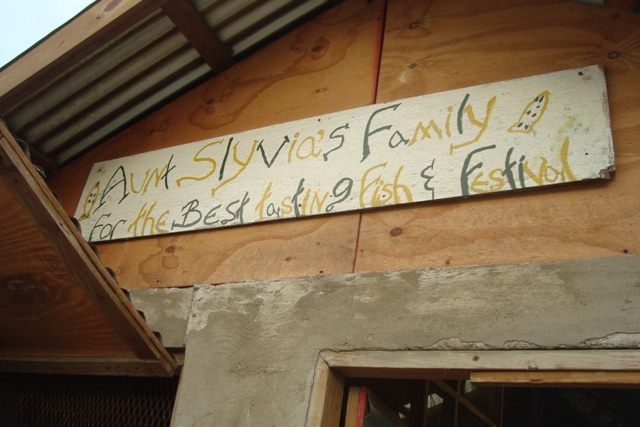 Aunt Slyvia's Family
For the Best tasting Fish & Festival